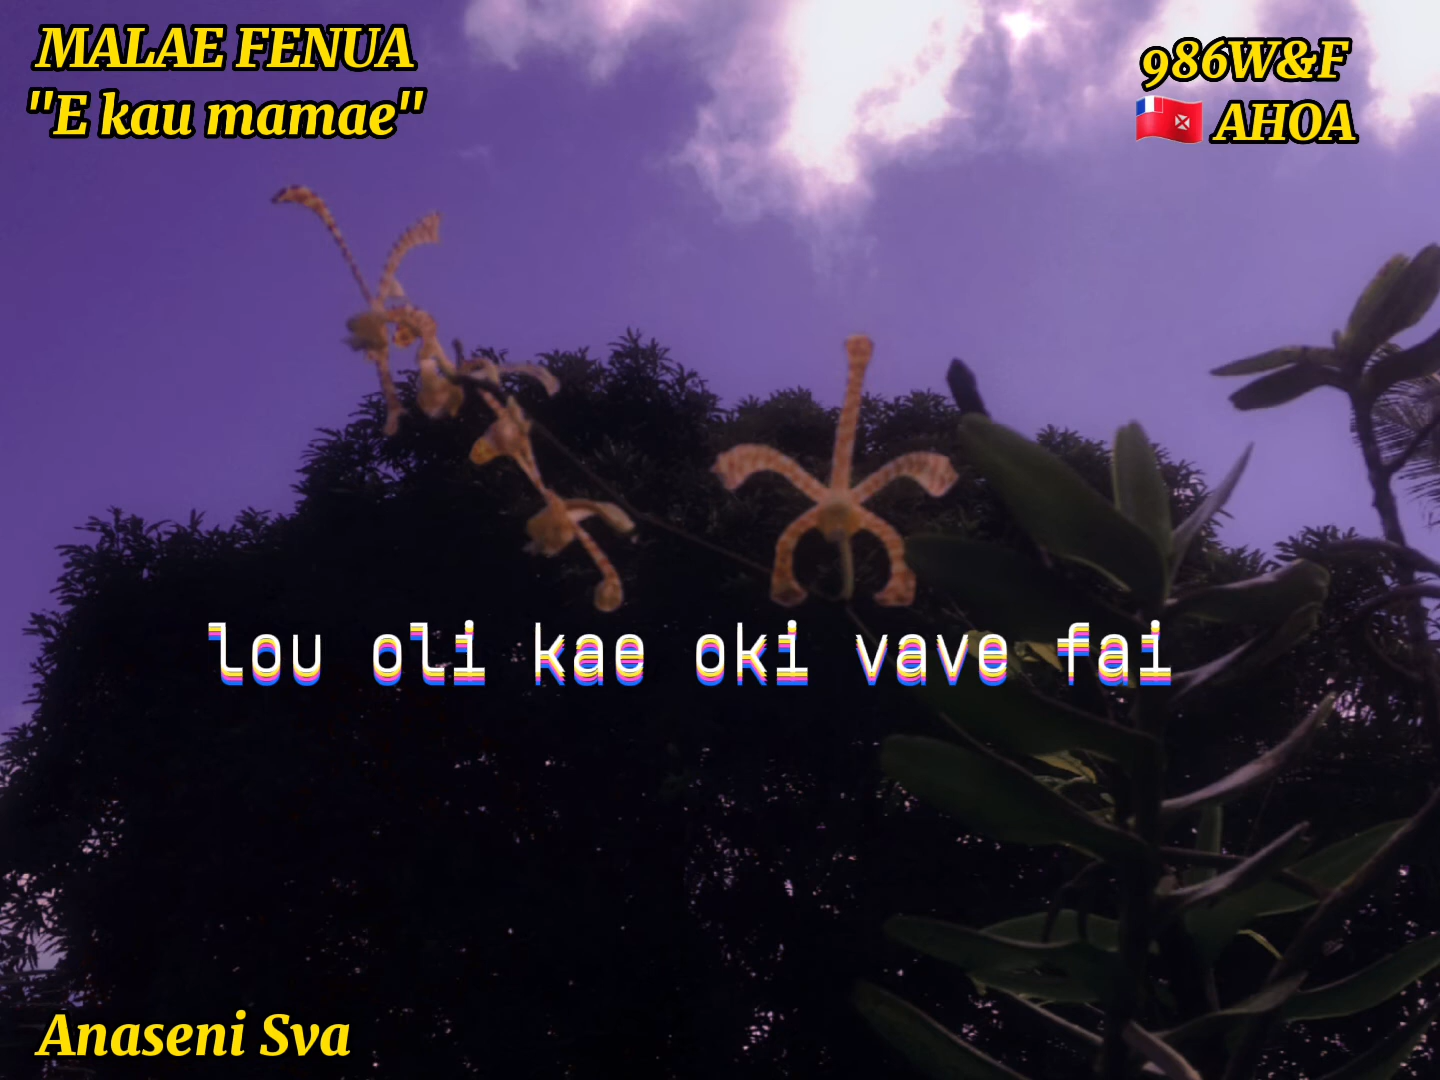 MALAE FENUA
"E kau mamae"
986W&F
🇼🇫 AHOA
lou oli kae oki vave fai
Anaseni Sva